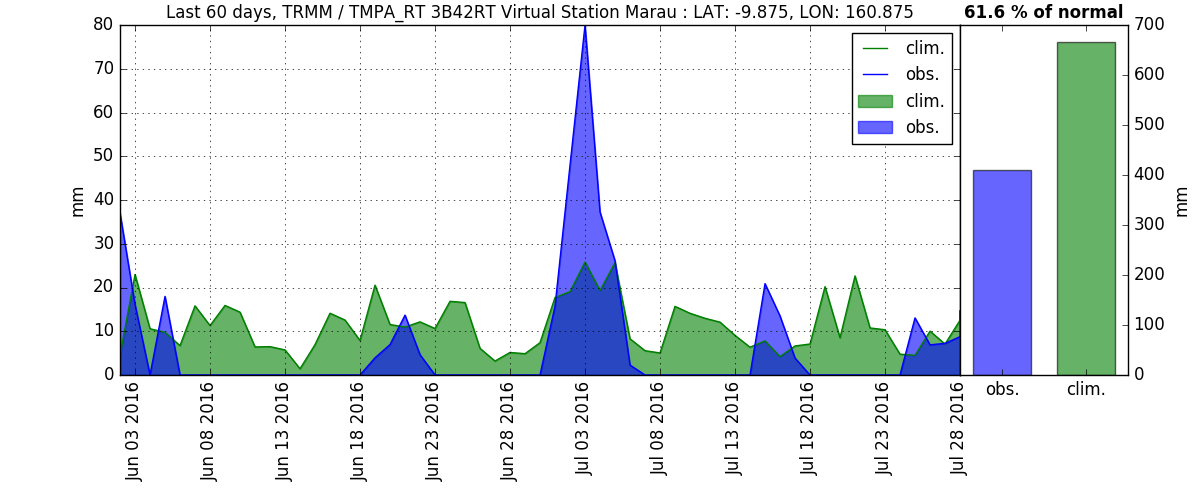 Last 60 days, TRMM / TMPA_RT 3B42RT Virtual Station Marau : LAT: -9.875, LON: 160.875
61.6 % of normal
80
70
60
50
40
30
20
10
0
mm
clim.
obs.
clim.
obs.
Jun 03 2016
Jun 08 2016
Jun 13 2016
Jun 18 2016
Jun 23 2016
Jun 28 2016
Jul 03 2016
Jul 08 2016
Jul 13 2016
Jul 18 2016
Jul 23 2016
Jul 28 2016
700
600
500
400
300
200
100
0
mm
obs.
clim.